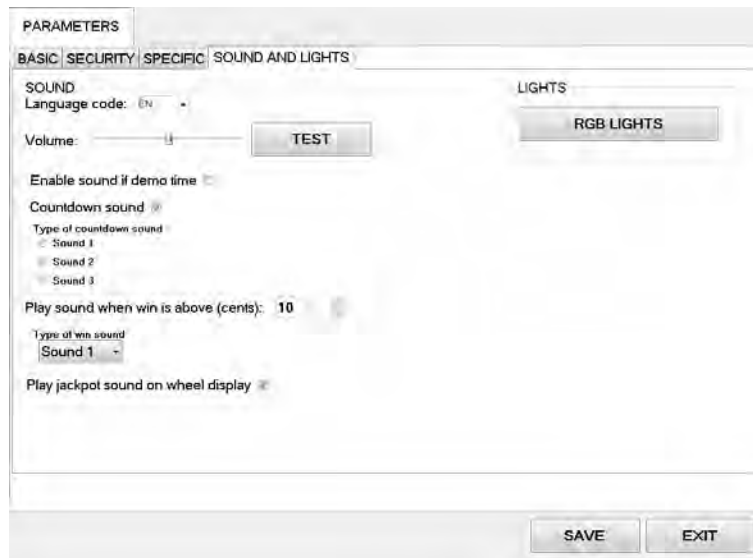 PARAMETERS
BASIC SECURITY SPECIFIC SOUND AND LIGHTS
SOUND
Language code: EN
Volume: TEST
Enable sound if demo time
Countdown sound
Type of countdown sound
Sound 1
Sound 2
Sound 3
Play sound when win is above (cents): 10
Type of win sound
Sound 1
Play jackpot sound on wheel display
LIGHTS
RGB LIGHTS
SAVE EXIT